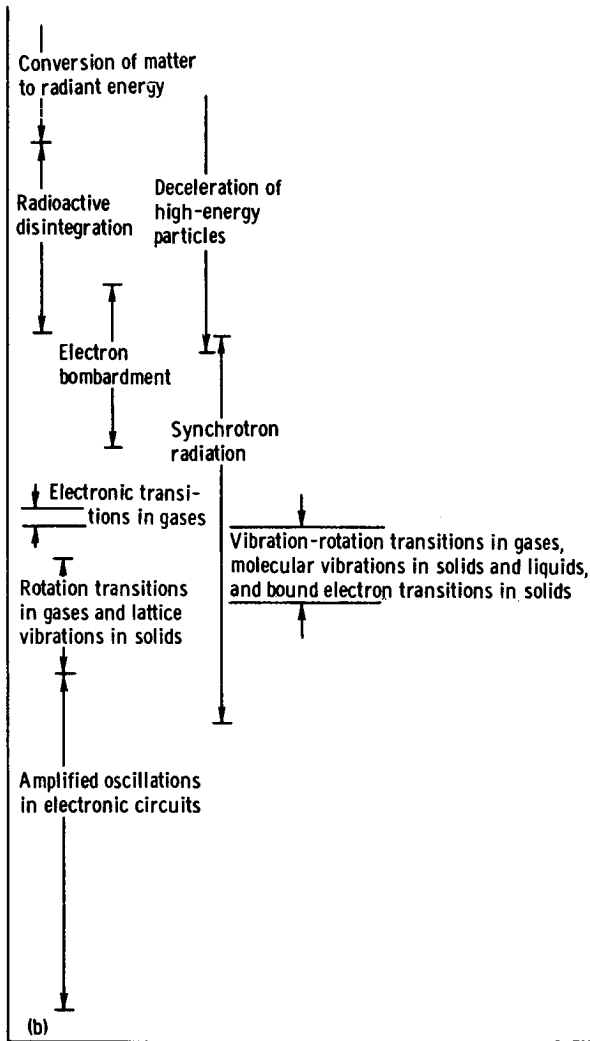 Conversion of matter
to radiant energy
Radioactive
disintegration
Deceleration of
high-energy
particles
Electron
bombardment
Synchrotron
radiation
Electronic transi-
tions in gases
Vibration-rotation transitions in gases,
molecular vibrations in solids and liquids,
and bound electron transitions in solids
Rotation transitions
in gases and lattice
vibrations in solids
Amplified oscillations
in electronic circuits
(b)